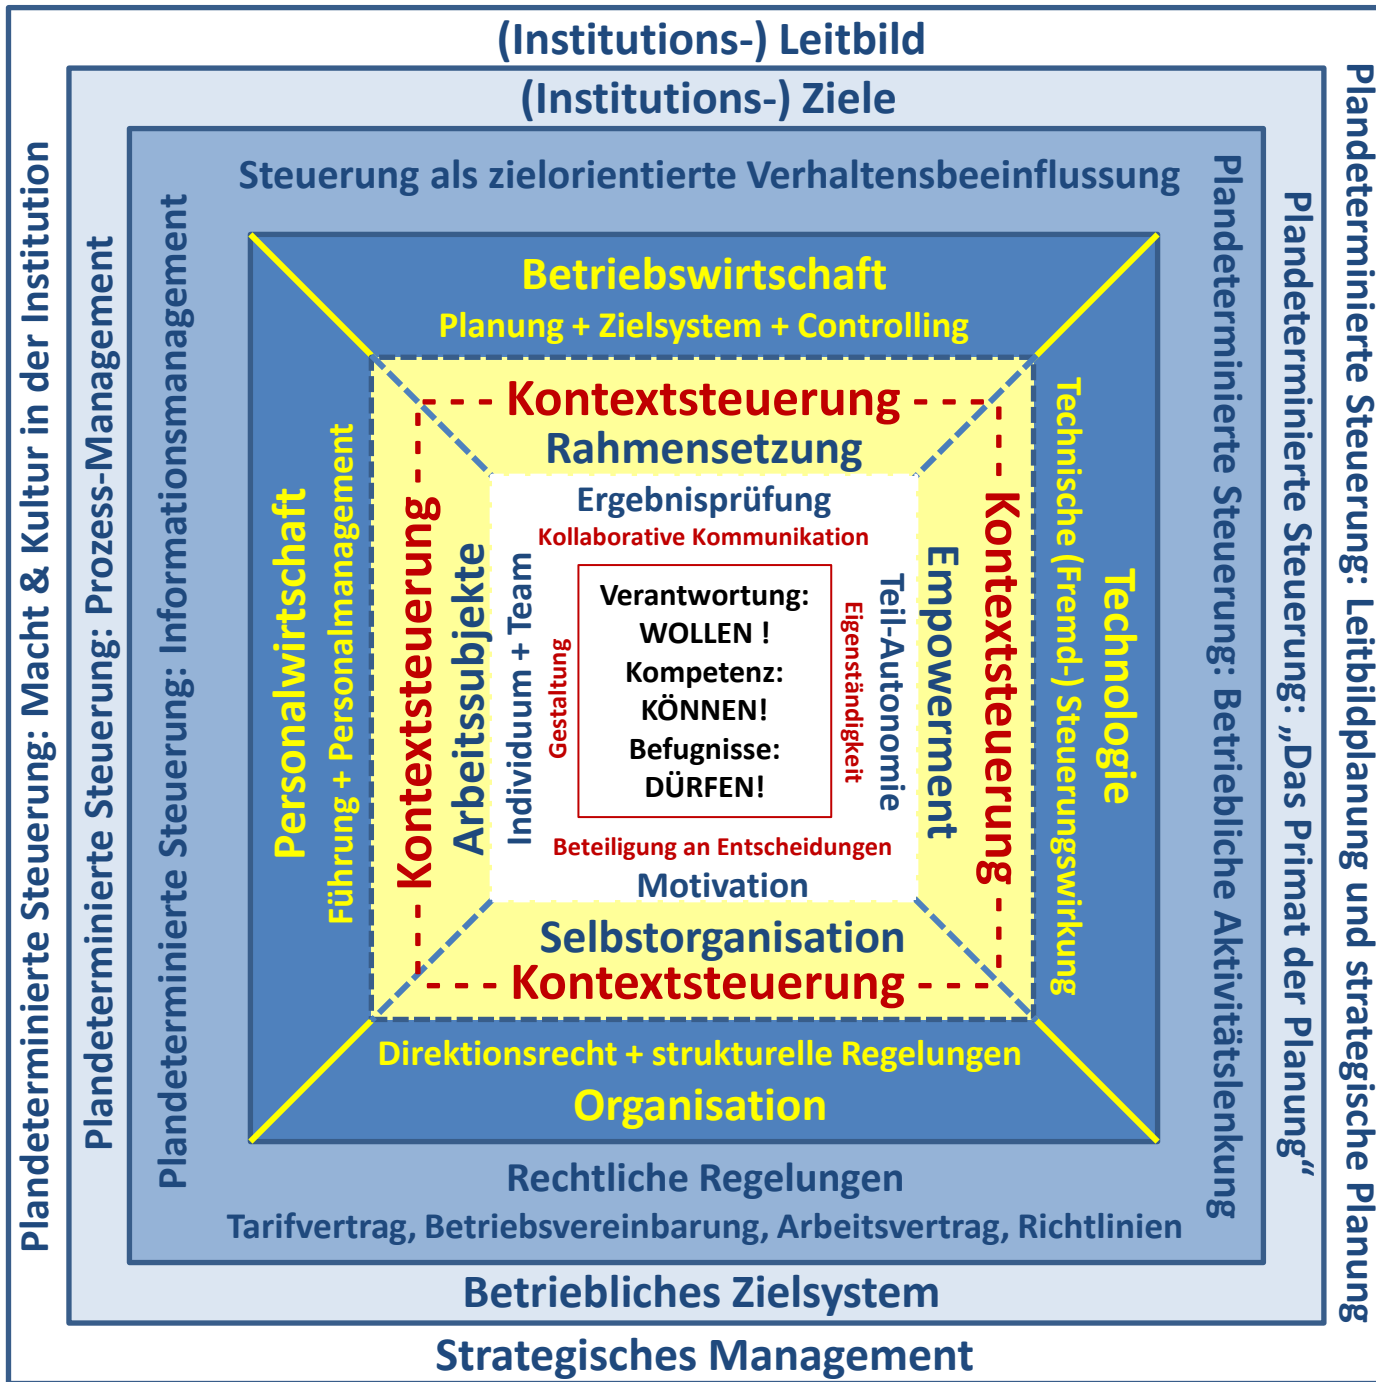 (Institutions-) Leitbild
Plandeterminierte Steuerung: Macht & Kultur in der Institution
Plandeterminierte Steuerung: Leitbildplanung und strategische Planung
Strategisches Management
(Institutions-) Ziele
Plandeterminierte Steuerung: Prozess-Management
Plandeterminierte Steuerung: „Das Primat der Planung“
Betriebliches Zielsystem
Steuerung als zielorientierte Verhaltensbeeinflussung
Plandeterminierte Steuerung: Informationsmanagement
Plandeterminierte Steuerung: Betriebliche Aktivitätslenkung
Rechtliche Regelungen
Tarifvertrag, Betriebsvereinbarung, Arbeitsvertrag, Richtlinien
Betriebswirtschaft
Planung + Zielsystem + Controlling
Personalwirtschaft
Führung + Personalmanagement
Technische (Fremd-) Steuerungswirkung
Technologie
Direktionsrecht + strukturelle Regelungen
Organisation
Kontextsteuerung
Rahmensetzung
Kontextsteuerung
Arbeitssubjekte
Empowerment
Kontextsteuerung
Selbstorganisation
Kontextsteuerung
Ergebnisprüfung
Kollaborative Kommunikation
Individuum + Team
Gestaltung
Eigenständigkeit
Teil-Autonomie
Verantwortung:
WOLLEN !
Kompetenz:
KÖNNEN!
Befugnisse:
DÜRFEN!
Beteiligung an Entscheidungen
Motivation